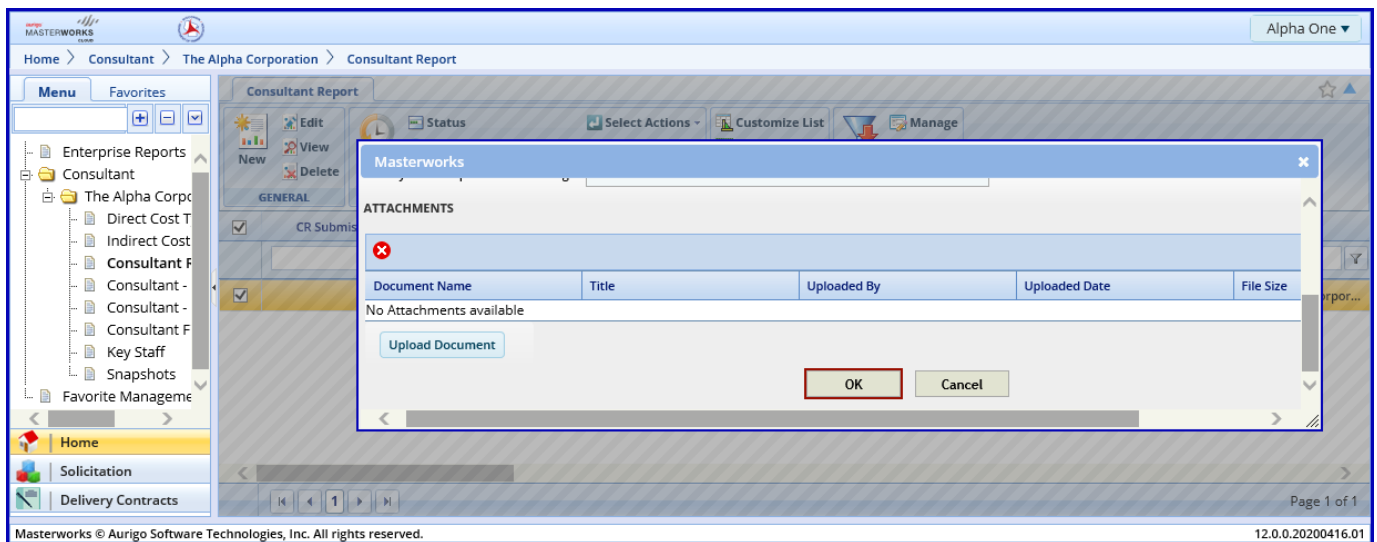 aurigo
MASTERWORKS
CLOUD
Alpha One ▼
Home > Consultant > The Alpha Corporation > Consultant Report
Menu Favorites
Consultant Report
Enterprise Reports
Consultant
The Alpha Corpc
Direct Cost T
Indirect Cost
Consultant R
Consultant -
Consultant -
Consultant F
Key Staff
Snapshots
Favorite Manageme
Home
Solicitation
Delivery Contracts
New
Edit
View
Delete
GENERAL
Status
Select Actions
Customize List
Manage
CR Submis
orpor...
Masterworks
ATTACHMENTS
Document Name Title Uploaded By Uploaded Date File Size
No Attachments available
Upload Document
OK Cancel
1
Page 1 of 1
Masterworks © Aurigo Software Technologies, Inc. All rights reserved. 12.0.0.20200416.01